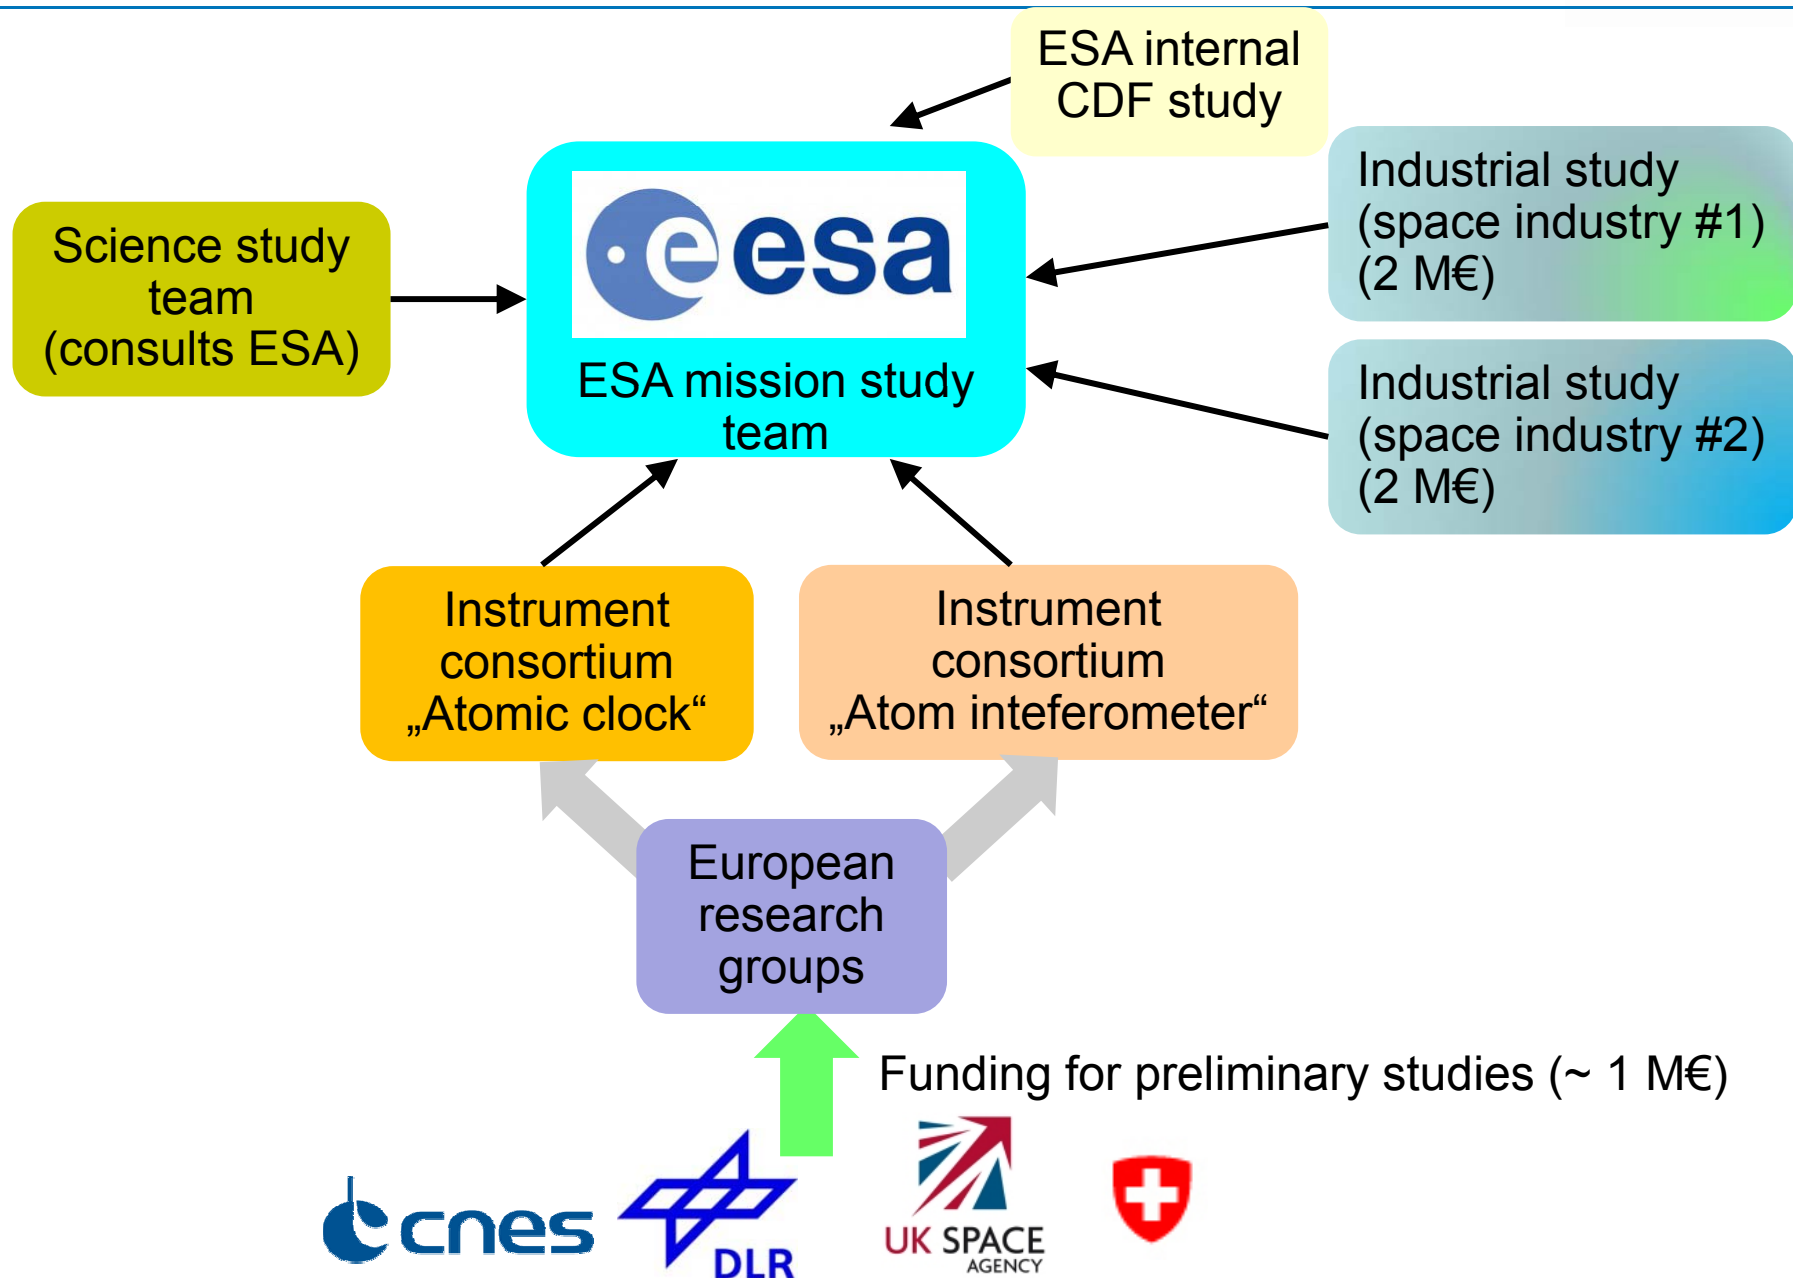 ESA internal
CDF study
Industrial study
(space industry #1)
(2 M€)
Science study
team
(consults ESA)
eesa
ESA mission study
team
Industrial study
(space industry #2)
(2 M€)
Instrument
consortium
„Atomic clock“
Instrument
consortium
„Atom inteferometer“
European
research
groups
Funding for preliminary studies (~ 1 M€)
cnes
DLR
UK SPACE
AGENCY